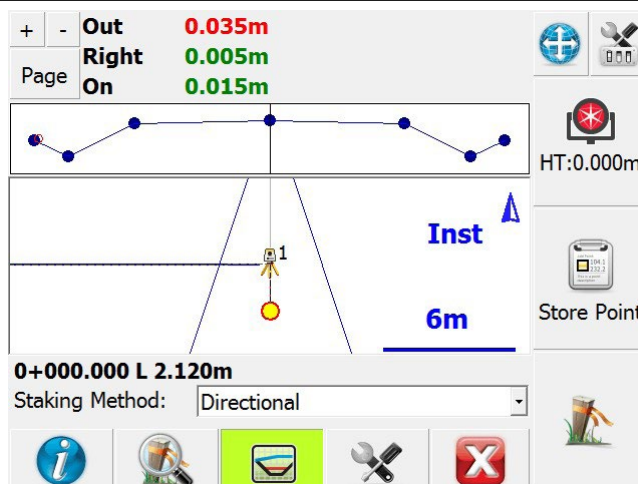 + - Out 0.035m
Right 0.005m
Page
On 0.015m
HT:0.000m
Inst
1
6m
Store Point
0+000.000 L 2.120m
Staking Method: Directional